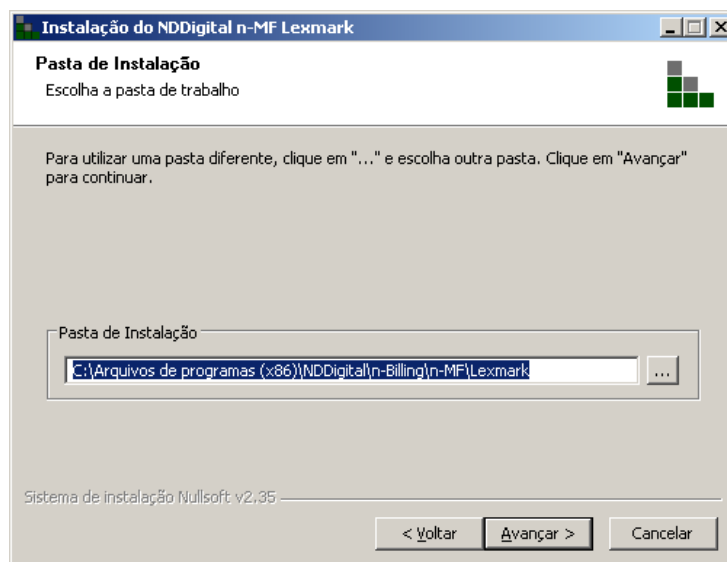 Instalação do NDDigital n-MF Lexmark
Pasta de Instalação
Escolha a pasta de trabalho
Para utilizar uma pasta diferente, clique em "..." e escolha outra pasta. Clique em "Avançar"
para continuar.
Pasta de Instalação
C:\Arquivos de programas (x86)\NDDigital\n-Billing\n-MF\Lexmark
...
Sistema de instalação Nullsoft v2.35
< Voltar
Avançar >
Cancelar